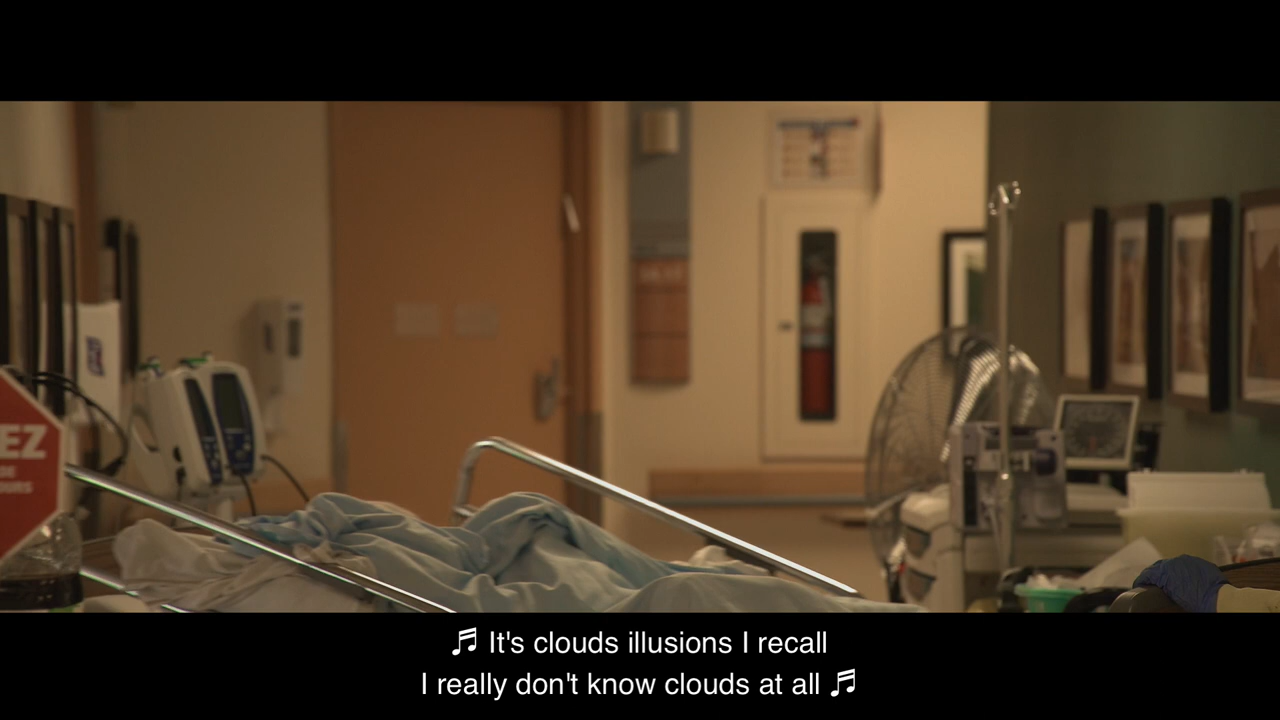 EZ
♬ It's clouds illusions I recall
I really don't know clouds at all ♬